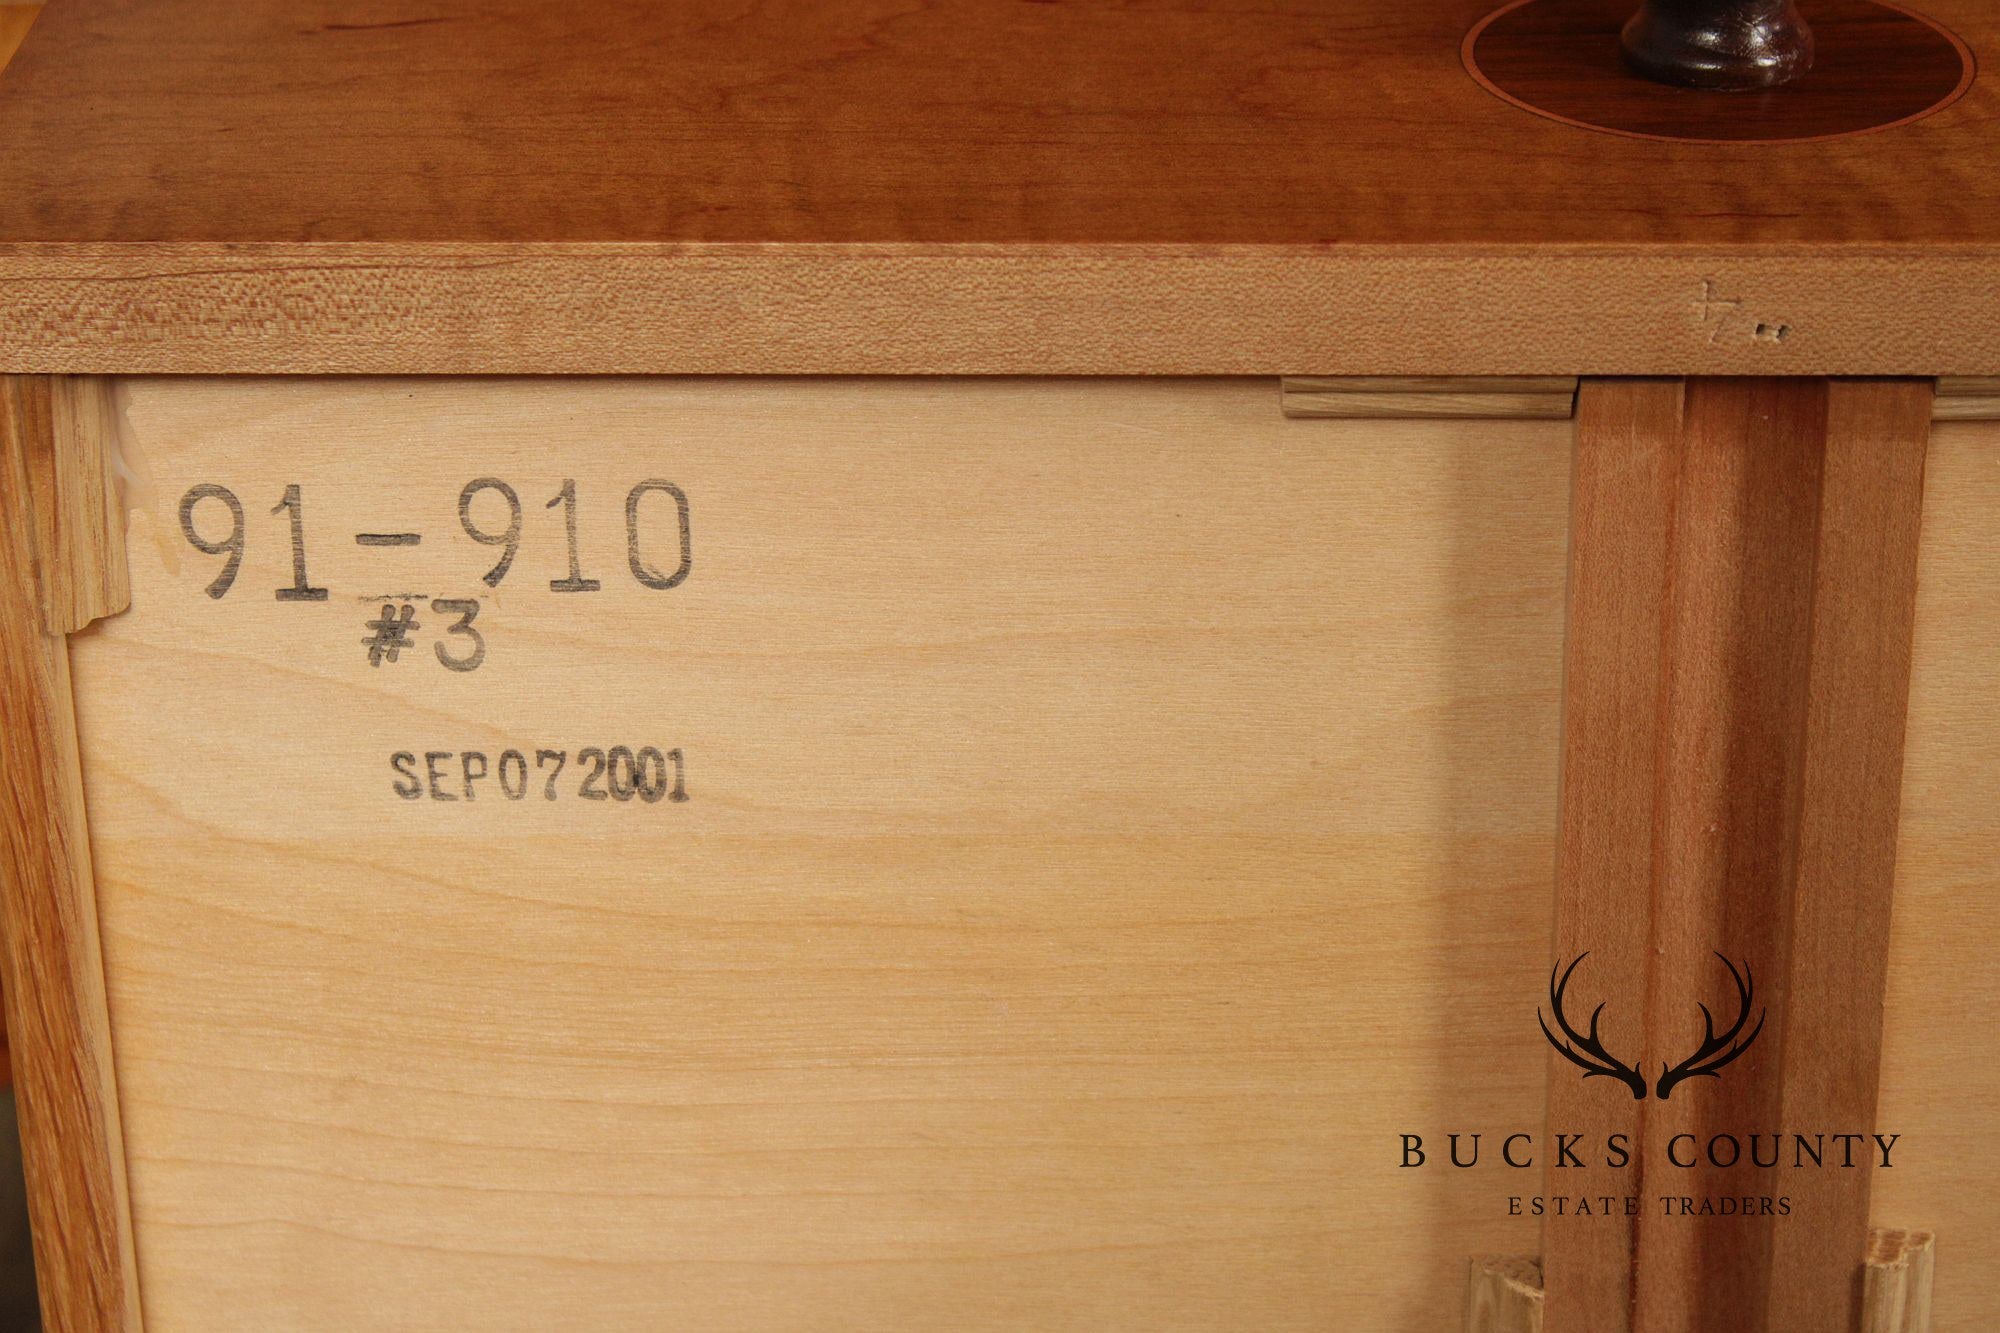 91-910
#3
SEP 07 2001
BUCKS COUNTY
ESTATE TRADERS